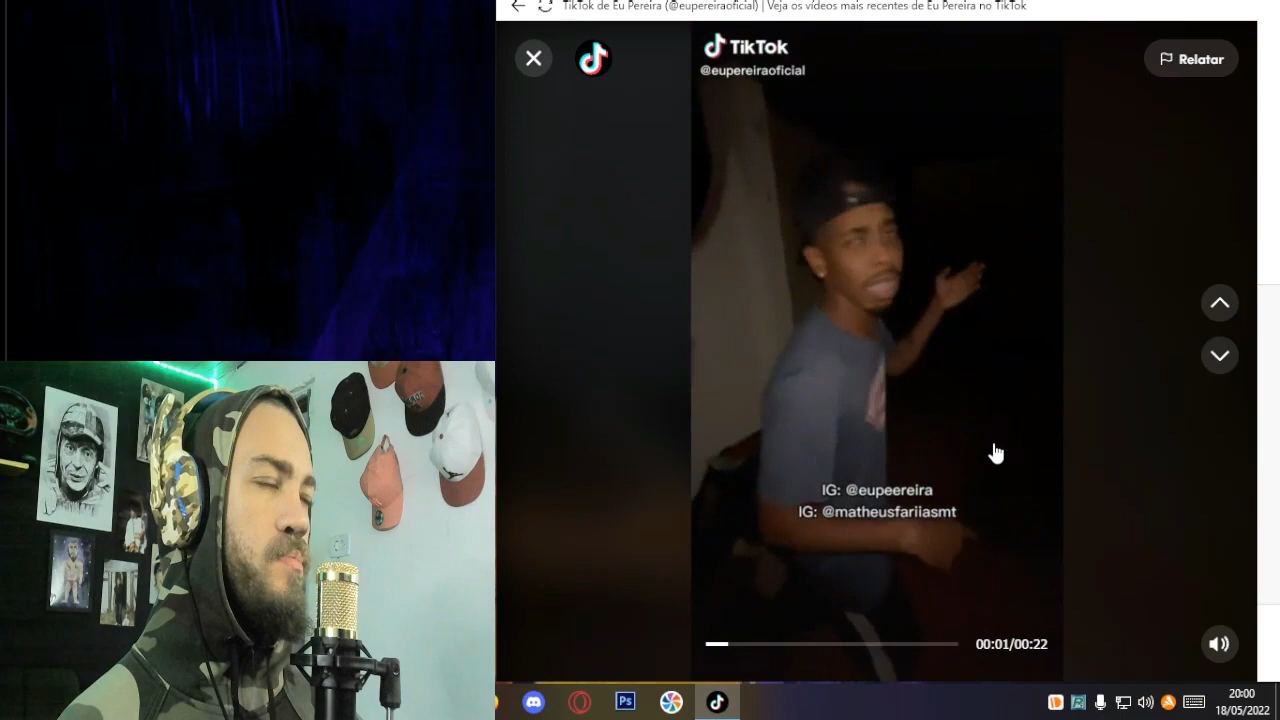 TikTok de Eu Pereira (@eupereiraoficial) | Veja os vídeos mais recentes de Eu Pereira no TikTok
TikTok
@eupereiraoficial
Relatar
IG: @eupeereira
IG: @matheusfariiasmt
00:01/00:22
Ps
20:00
18/05/2022